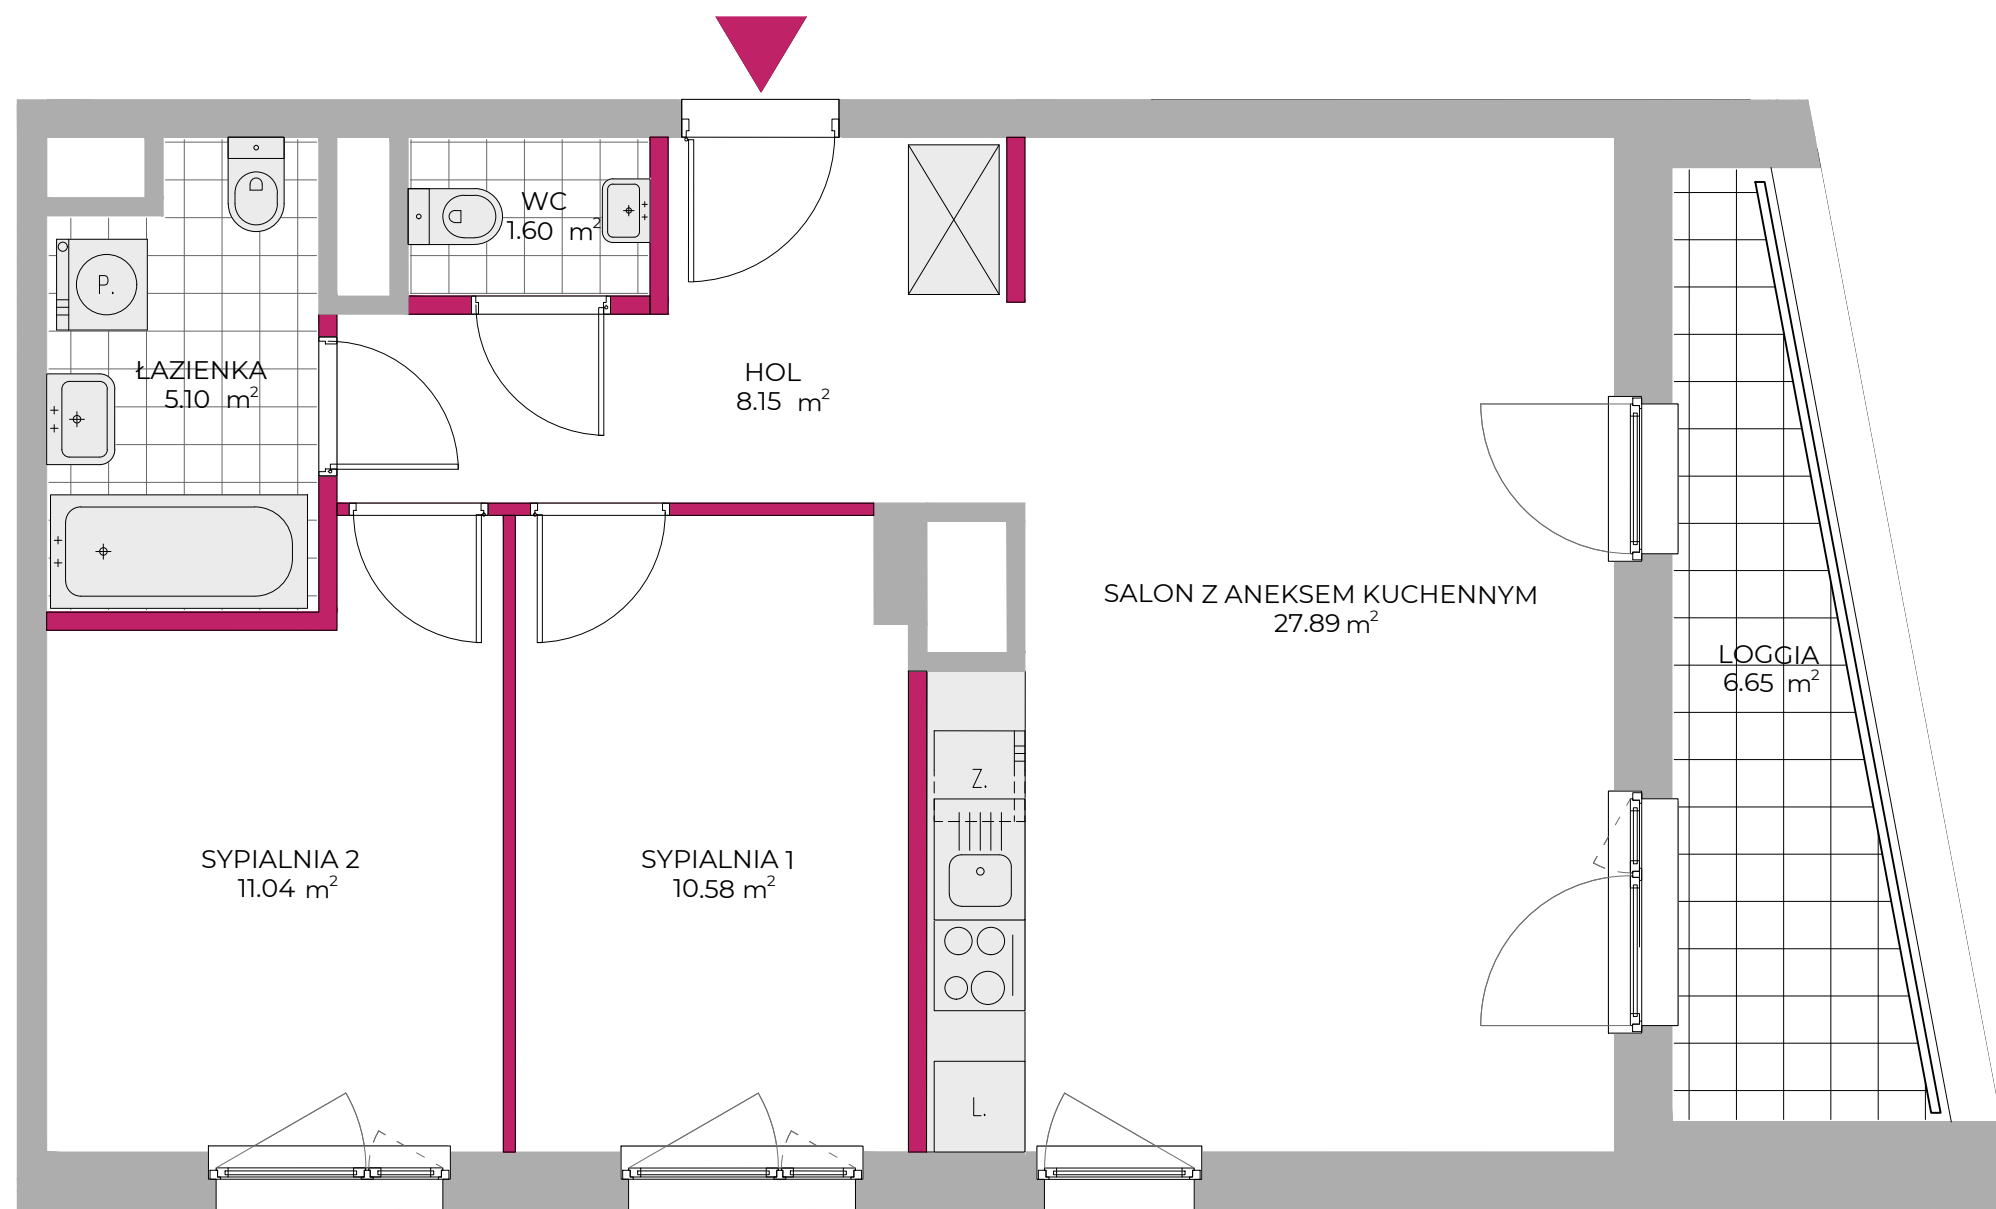 WC
1.60 m²
P.
ŁAZIENKA
5.10 m²
HOL
8.15 m²
SALON Z ANEKSEM KUCHENNYM
27.89 m²
LOGGIA
6.65 m²
Z.
SYPIALNIA 2
11.04 m²
SYPIALNIA 1
10.58 m²
L.